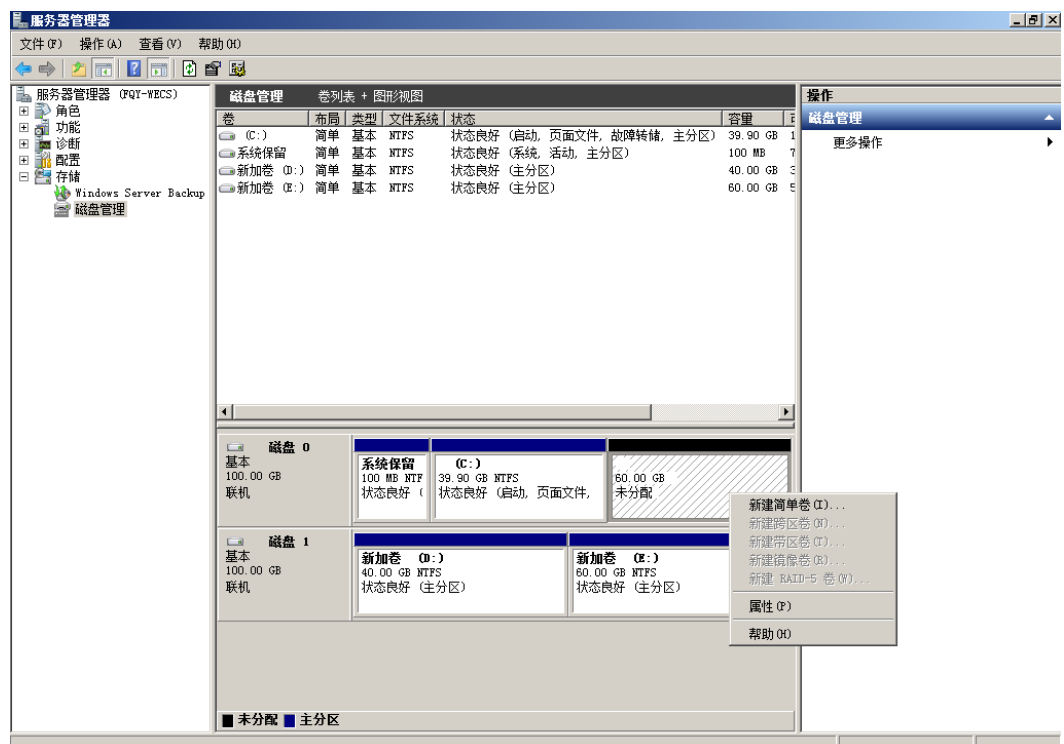 服务器管理器
文件(F) 操作(A) 查看(V) 帮助(H)
服务器管理器 (FQY-WECS)
角色
功能
诊断
配置
存储
Windows Server Backup
磁盘管理
磁盘管理 卷列表 + 图形视图
卷 布局 类型 文件系统 状态 容量
(C:) 简单 基本 NTFS 状态良好 (启动, 页面文件, 故障转储, 主分区) 39.90 GB 1
系统保留 简单 基本 NTFS 状态良好 (系统, 活动, 主分区) 100 MB 7
新加卷 (D:) 简单 基本 NTFS 状态良好 (主分区) 40.00 GB 3
新加卷 (E:) 简单 基本 NTFS 状态良好 (主分区) 60.00 GB 5
磁盘 0
基本
100.00 GB
联机
系统保留
100 MB NTF
状态良好 (
(C:)
39.90 GB NTFS
状态良好 (启动, 页面文件,
60.00 GB
未分配
磁盘 1
基本
100.00 GB
联机
新加卷 (D:)
40.00 GB NTFS
状态良好 (主分区)
新加卷 (E:)
60.00 GB NTFS
状态良好 (主分区)
新建简单卷(I)...
新建跨区卷(N)...
新建带区卷(T)...
新建镜像卷(R)...
新建 RAID-5 卷(W)...
属性(P)
帮助(H)
未分配 主分区
操作
磁盘管理
更多操作